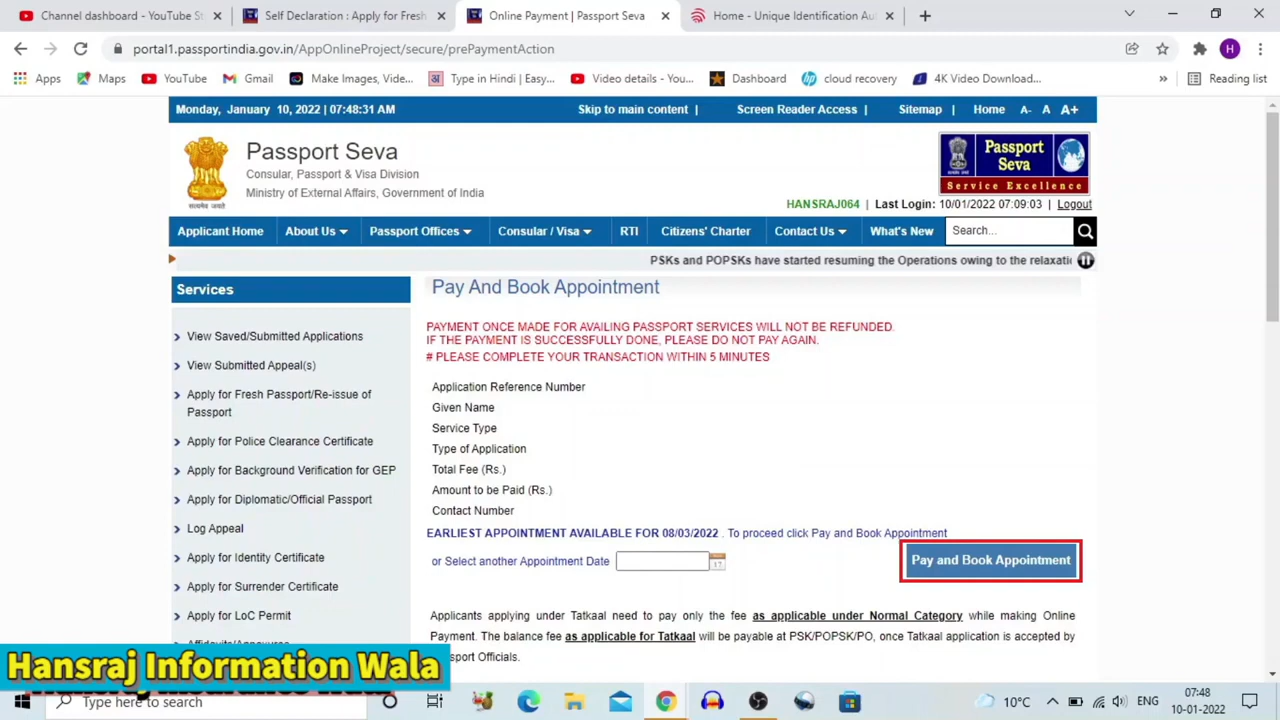 Channel dashboard - YouTube St
Self Declaration : Apply for Fresh
Online Payment | Passport Seva
Home - Unique Identification Au
portal1.passportindia.gov.in/AppOnlineProject/secure/prePaymentAction
H
Apps
Maps
YouTube
Gmail
Make Images, Vide...
Type in Hindi | Easy...
Video details - You...
Dashboard
cloud recovery
4K Video Download...
»
Reading list
Monday, January 10, 2022 | 07:48:31 AM
Skip to main content |
Screen Reader Access |
Sitemap |
Home
A- A A+
Passport Seva
Consular, Passport & Visa Division
Ministry of External Affairs, Government of India
सत्यमेव जयते
Passport
Seva
Service Excellence
HANSRAJ064 | Last Login: 10/01/2022 07:09:03 | Logout
Applicant Home
About Us
Passport Offices
Consular / Visa
RTI
Citizens' Charter
Contact Us
What's New
Search...
PSKs and POPSKs have started resuming the Operations owing to the relaxatic
Services
View Saved/Submitted Applications
View Submitted Appeal(s)
Apply for Fresh Passport/Re-issue of
Passport
Apply for Police Clearance Certificate
Apply for Background Verification for GEP
Apply for Diplomatic/Official Passport
Log Appeal
Apply for Identity Certificate
Apply for Surrender Certificate
Apply for LoC Permit
Pay And Book Appointment
PAYMENT ONCE MADE FOR AVAILING PASSPORT SERVICES WILL NOT BE REFUNDED.
IF THE PAYMENT IS SUCCESSFULLY DONE, PLEASE DO NOT PAY AGAIN.
# PLEASE COMPLETE YOUR TRANSACTION WITHIN 5 MINUTES
Application Reference Number
Given Name
Service Type
Type of Application
Total Fee (Rs.)
Amount to be Paid (Rs.)
Contact Number
EARLIEST APPOINTMENT AVAILABLE FOR 08/03/2022 . To proceed click Pay and Book Appointment
or Select another Appointment Date
17
Pay and Book Appointment
Applicants applying under Tatkaal need to pay only the fee as applicable under Normal Category while making Online
Payment. The balance fee as applicable for Tatkaal will be payable at PSK/POPSK/PO, once Tatkaal application is accepted by
sport Officials.
Hansraj Information Wala
Type here to search
10°C
ENG
07:48
10-01-2022